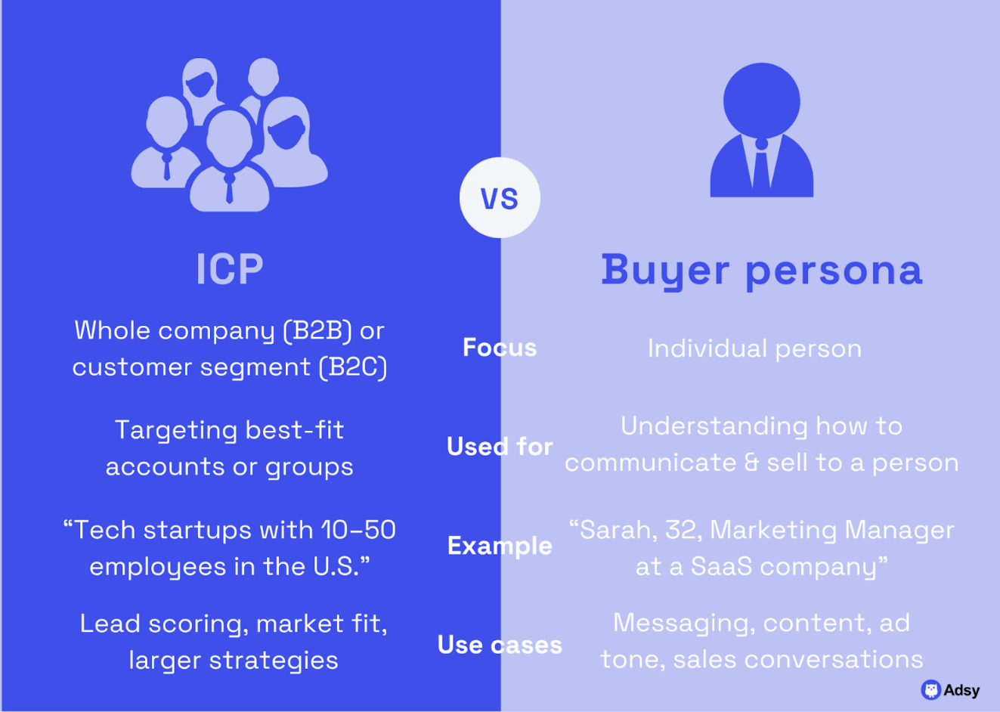 VS
ICP
Buyer persona
Whole company (B2B) or
customer segment (B2C)
Focus
Individual person
Targeting best-fit
accounts or groups
Used for
Understanding how to
communicate & sell to a person
“Tech startups with 10–50
employees in the U.S.”
Example
“Sarah, 32, Marketing Manager
at a SaaS company”
Lead scoring, market fit,
larger strategies
Use cases
Messaging, content, ad
tone, sales conversations
Adsy